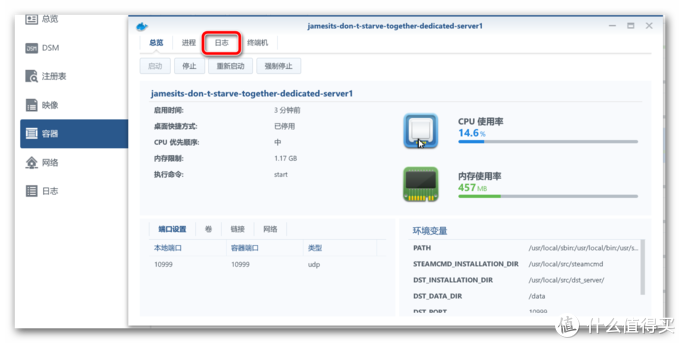 总览
DSM
DSM
注册表
映像
容器
网络
日志
jamesits-don-t-starve-together-dedicated-server1
总览 进程 日志 终端机
启动 停止 重新启动 强制停止
jamesits-don-t-starve-together-dedicated-server1
启用时间: 3 分钟前
桌面快捷方式: 已停用
CPU 优先顺序: 中
内存限制: 1.17 GB
执行命令: start
CPU 使用率
14.6 %
内存使用率
457 MB
端口设置 卷 链接 网络
本地端口 容器端口 类型
10999 10999 udp
环境变量
PATH /usr/local/sbin:/usr/local/bin:/usr/s...
STEAMCMD_INSTALLATION_DIR /usr/local/src/steamcmd
DST_INSTALLATION_DIR /usr/local/src/dst_server/
DST_DATA_DIR /data
DST_PORT 10999
值 什么值得买